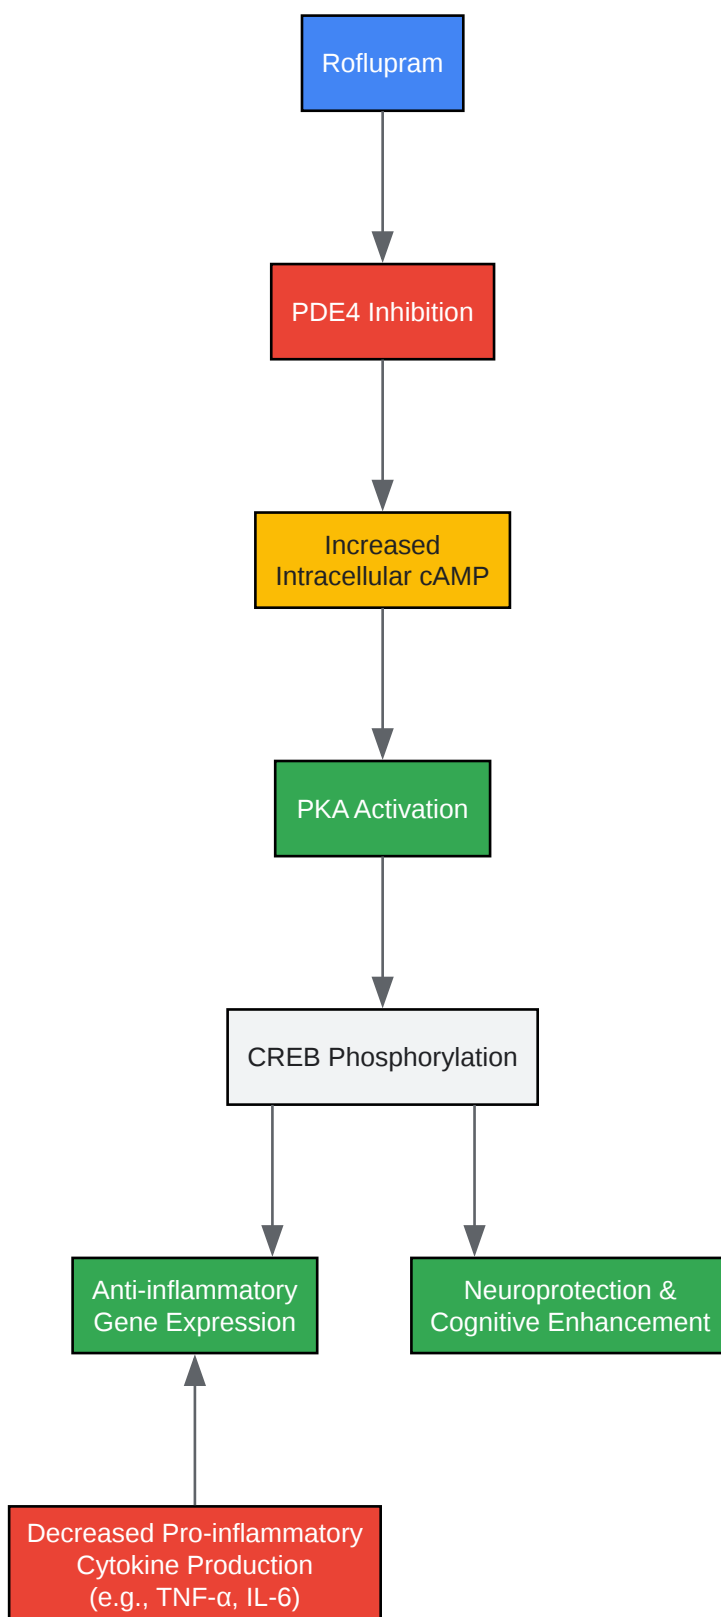 Roflupram
PDE4 Inhibition
Increased
Intracellular cAMP
PKA Activation
CREB Phosphorylation
Anti-inflammatory
Gene Expression
Neuroprotection &
Cognitive Enhancement
Decreased Pro-inflammatory
Cytokine Production
(e.g., TNF-α, IL-6)